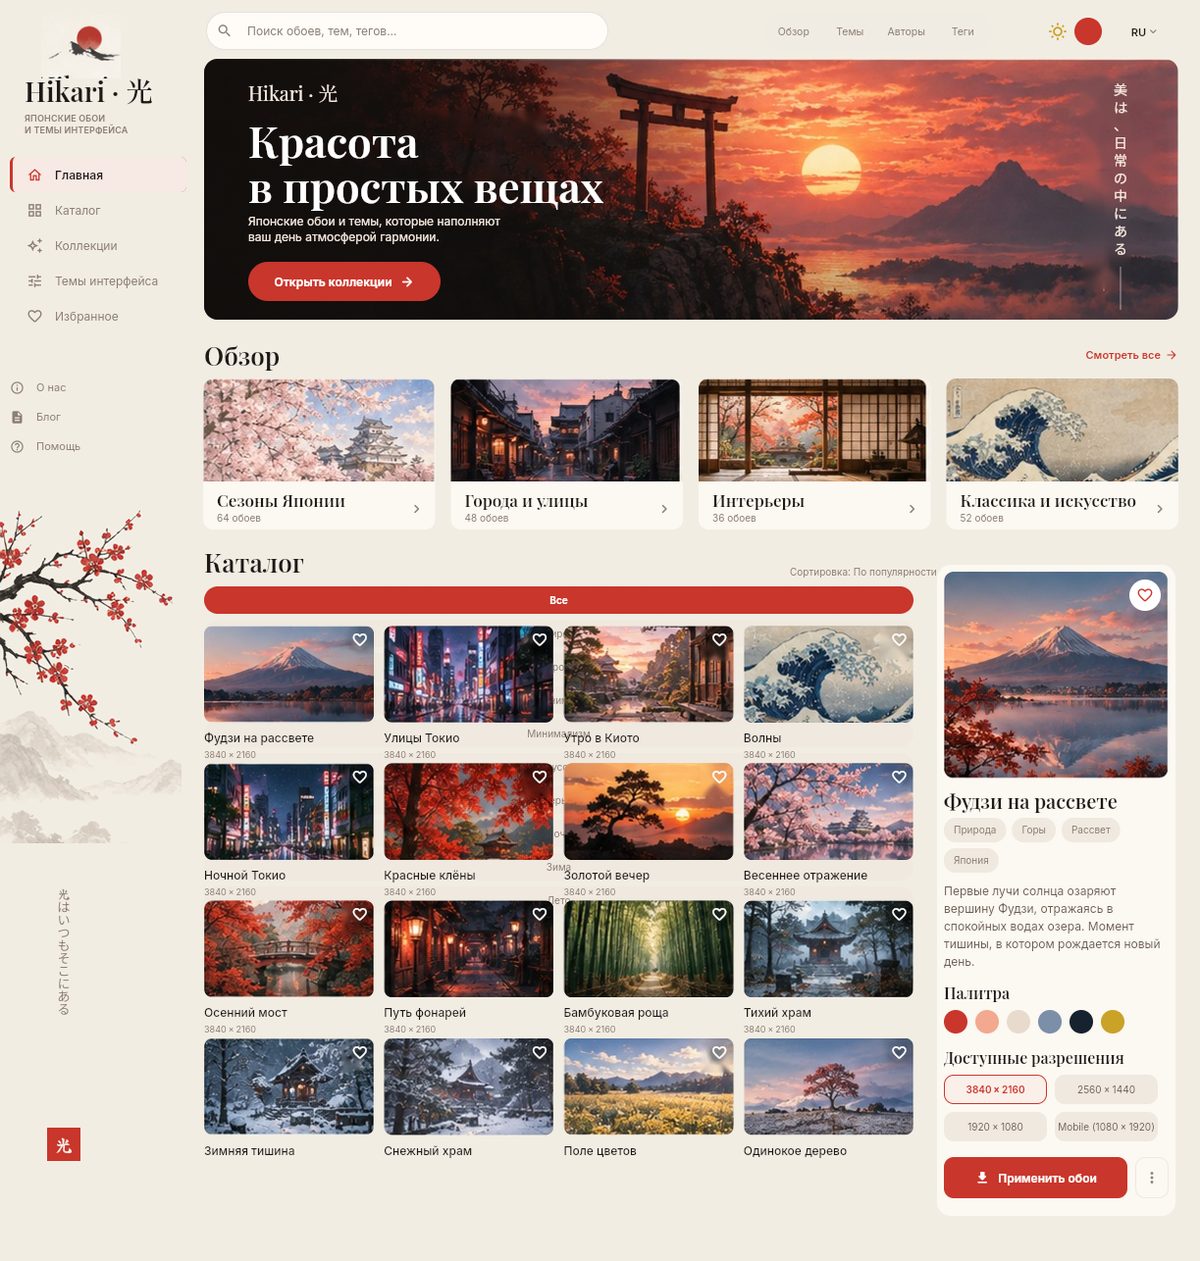 Hikari · 光
ЯПОНСКИЕ ОБОИ
И ТЕМЫ ИНТЕРФЕЙСА
Главная
Каталог
Коллекции
Темы интерфейса
Избранное
О нас
Блог
Помощь
光はいつもそこにある
光
Поиск обоев, тем, тегов...
Обзор
Темы
Авторы
Теги
RU
Hikari · 光
Красота
в простых вещах
Японские обои и темы, которые наполняют
ваш день атмосферой гармонии.
Открыть коллекции
美は、日常の中にある
Обзор
Смотреть все
Сезоны Японии
64 обоев
Города и улицы
48 обоев
Интерьеры
36 обоев
Классика и искусство
52 обоев
Каталог
Сортировка: По популярности
Все
Фудзи на рассвете
3840 × 2160
Улицы Токио
3840 × 2160
Минимализм
Утро в Киото
3840 × 2160
Волны
3840 × 2160
Ночной Токио
3840 × 2160
Красные клёны
3840 × 2160
Зима
Золотой вечер
3840 × 2160
Весеннее отражение
3840 × 2160
Лето
Осенний мост
3840 × 2160
Путь фонарей
3840 × 2160
Бамбуковая роща
3840 × 2160
Тихий храм
3840 × 2160
Зимняя тишина
Снежный храм
Поле цветов
Одинокое дерево
Фудзи на рассвете
Природа
Горы
Рассвет
Япония
Первые лучи солнца озаряют
вершину Фудзи, отражаясь в
спокойных водах озера. Момент
тишины, в котором рождается новый
день.
Палитра
Доступные разрешения
3840 × 2160
2560 × 1440
1920 × 1080
Mobile (1080 × 1920)
Применить обои